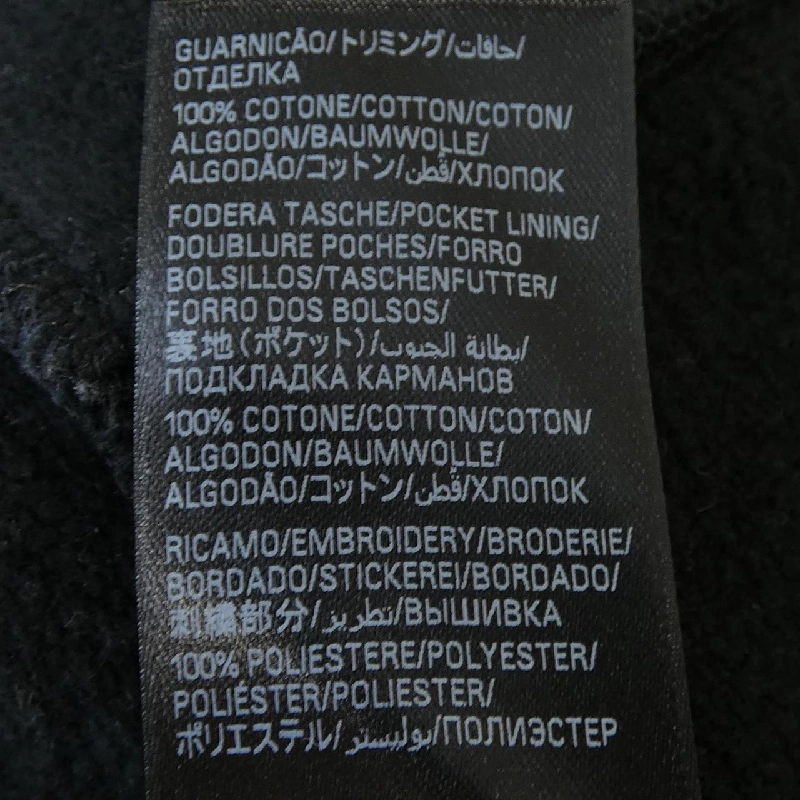 GUARNICÃO/トリミング/حافات/
ОТДЕЛКА
100% COTONE/COTTON/COTON/
ALGODON/BAUMWOLLE/
ALGODÃO/コットン/قُطن/ХЛОПОК
FODERA TASCHE/POCKET LINING/
DOUBLURE POCHES/FORRO
BOLSILLOS/TASCHENFUTTER/
FORRO DOS BOLSOS/
裏地(ポケット)/بطانة الجيوب/
ПОДКЛАДКА КАРМАНОВ
100% COTONE/COTTON/COTON/
ALGODON/BAUMWOLLE/
ALGODÃO/コットン/قُطن/ХЛОПОК
RICAMO/EMBROIDERY/BRODERIE/
BORDADO/STICKEREI/BORDADO/
刺繍部分/تطريز/ВЫШИВКА
100% POLIESTERE/POLYESTER/
POLIÉSTER/POLIESTER/
ポリエステル/بوليستر/ПОЛИЭСТЕР